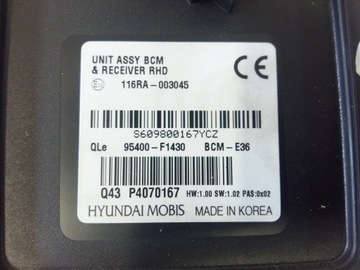 UNIT ASSY BCM
& RECEIVER RHD
CE
116RA-003045
S609800167YCZ
QLe 95400-F1430 BCM-E36
Q43 P4070167 HW:1.00 SW:1.02 PAS:0x02
HYUNDAI MOBIS MADE IN KOREA